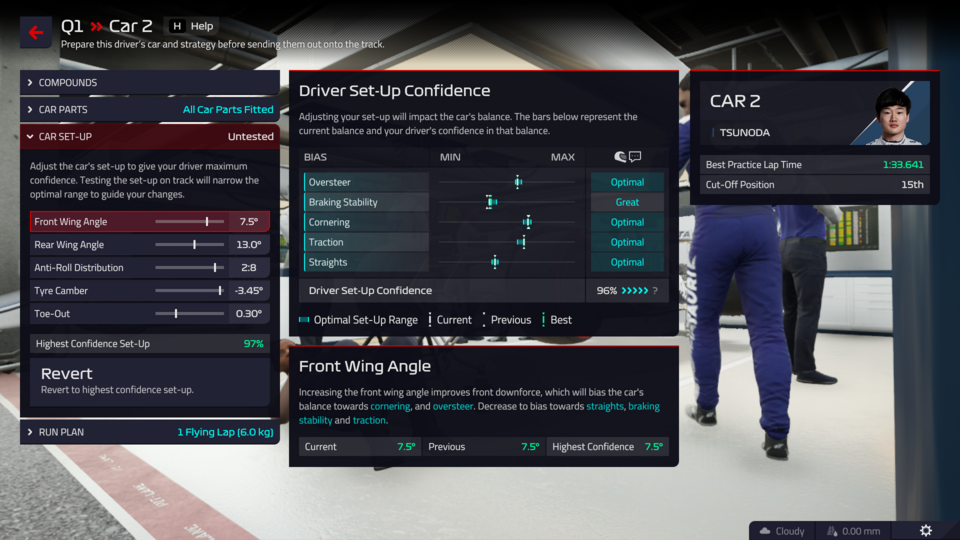 Q1 » Car 2 H Help
Prepare this driver's car and strategy before sending them out onto the track.
COMPOUNDS
CAR PARTS All Car Parts Fitted
CAR SET-UP Untested
Adjust the car's set-up to give your driver maximum
confidence. Testing the set-up on track will narrow the
optimal range to guide your changes.
Front Wing Angle 7.5°
Rear Wing Angle 13.0°
Anti-Roll Distribution 2:8
Tyre Camber -3.45°
Toe-Out 0.30°
Highest Confidence Set-Up 97%
Revert
Revert to highest confidence set-up.
RUN PLAN 1 Flying Lap (6.0 kg)
Driver Set-Up Confidence
Adjusting your set-up will impact the car's balance. The bars below represent the
current balance and your driver's confidence in that balance.
BIAS MIN MAX
Oversteer Optimal
Braking Stability Great
Cornering Optimal
Traction Optimal
Straights Optimal
Driver Set-Up Confidence 96% ›››››› ?
Optimal Set-Up Range Current Previous Best
Front Wing Angle
Increasing the front wing angle improves front downforce, which will bias the car's
balance towards cornering, and oversteer. Decrease to bias towards straights, braking
stability and traction.
Current 7.5° Previous 7.5° Highest Confidence 7.5°
CAR 2
TSUNODA
Best Practice Lap Time 1:33.641
Cut-Off Position 15th
PIT LANE
Cloudy 0.00 mm